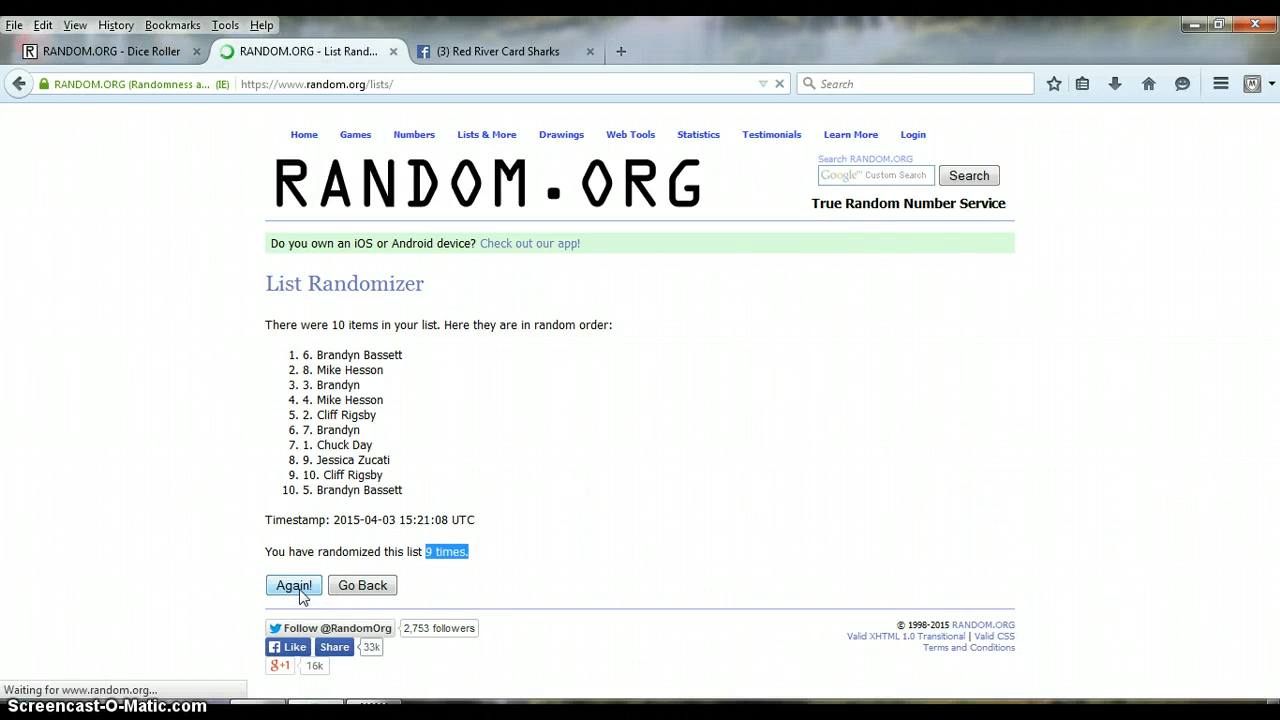 File Edit View History Bookmarks Tools Help
RANDOM.ORG - Dice Roller
RANDOM.ORG - List Rand...
(3) Red River Card Sharks
RANDOM.ORG (Randomness a... (IE) https://www.random.org/lists/ Search
Home Games Numbers Lists & More Drawings Web Tools Statistics Testimonials Learn More Login
RANDOM.ORG
Search RANDOM.ORG
Google™ Custom Search Search
True Random Number Service
Do you own an iOS or Android device? Check out our app!
List Randomizer
There were 10 items in your list. Here they are in random order:
1. 6. Brandyn Bassett
2. 8. Mike Hesson
3. 3. Brandyn
4. 4. Mike Hesson
5. 2. Cliff Rigsby
6. 7. Brandyn
7. 1. Chuck Day
8. 9. Jessica Zucati
9. 10. Cliff Rigsby
10. 5. Brandyn Bassett
Timestamp: 2015-04-03 15:21:08 UTC
You have randomized this list 9 times.
Again! Go Back
Follow @RandomOrg 2,753 followers
Like Share 33k
g+1 16k
© 1998-2015 RANDOM.ORG
Valid XHTML 1.0 Transitional | Valid CSS
Terms and Conditions
Waiting for www.random.org...
Screencast-O-Matic.com